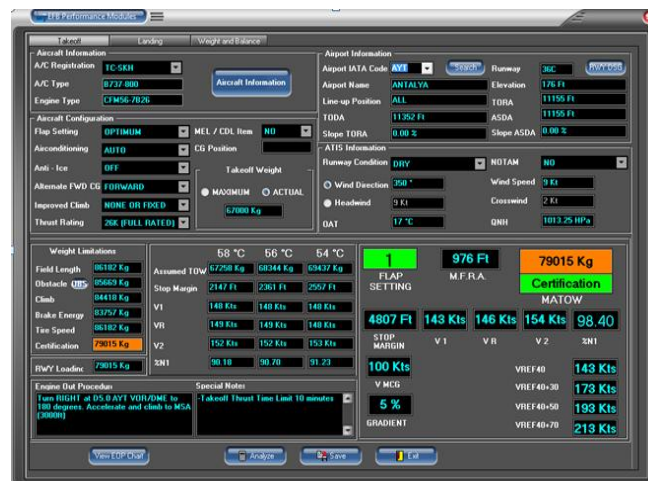 EFB Performance Modules
Takeoff Landing Weight and Balance
Aircraft Information
A/C Registration TC-SKH
A/C Type B737-800
Engine Type CFM56-7B26
Aircraft Information
Airport Information
Airport IATA Code AYT Search Runway 36C RWY USB
Airport Name ANTALYA Elevation 176 Ft
Line-up Position ALL TORA 11155 Ft
TODA 11352 Ft ASDA 11155 Ft
Slope TORA 0.00 % Slope ASDA 0.00 %
Aircraft Configuration
Flap Setting OPTIMUM MEL / CDL Item NO
Airconditioning AUTO CG Position
Anti - Ice OFF
Alternate FWD CG FORWARD
Improved Climb NONE OR FIXED
Thrust Rating 26K (FULL RATED)
Takeoff Weight
MAXIMUM ACTUAL
67000 Kg
ATIS Information
Runway Condition DRY NOTAM NO
Wind Direction 350 ° Wind Speed 9 Kt
Headwind 9 Kt Crosswind 2 Kt
OAT 17 °C QNH 1013.25 HPa
Weight Limitations
Field Length 86182 Kg
Obstacle OBS 85669 Kg
Climb 84418 Kg
Brake Energy 83757 Kg
Tire Speed 86182 Kg
Certification 79015 Kg
RWY Loading 79015 Kg
58 °C 56 °C 54 °C
Assumed TOW 67258 Kg 68344 Kg 69437 Kg
Stop Margin 2147 Ft 2361 Ft 2557 Ft
V1 148 Kts 148 Kts 148 Kts
VR 149 Kts 149 Kts 148 Kts
V2 152 Kts 152 Kts 153 Kts
%N1 90.18 90.70 91.23
1 976 Ft 79015 Kg
FLAP SETTING M.F.R.A. Certification
MATOW
4807 Ft 143 Kts 146 Kts 154 Kts 98.40
STOP MARGIN V 1 V R V 2 %N1
100 Kts VREF40 143 Kts
V MCG VREF40+30 173 Kts
5 % VREF40+50 193 Kts
GRADIENT VREF40+70 213 Kts
Engine Out Procedur
Turn RIGHT at D5.0 AYT VOR/DME to
180 degrees. Accelerate and climb to MSA
(3000ft)
Special Notes
-Takeoff Thrust Time Limit 10 minutes
View EOP Chart Analyze Save Exit